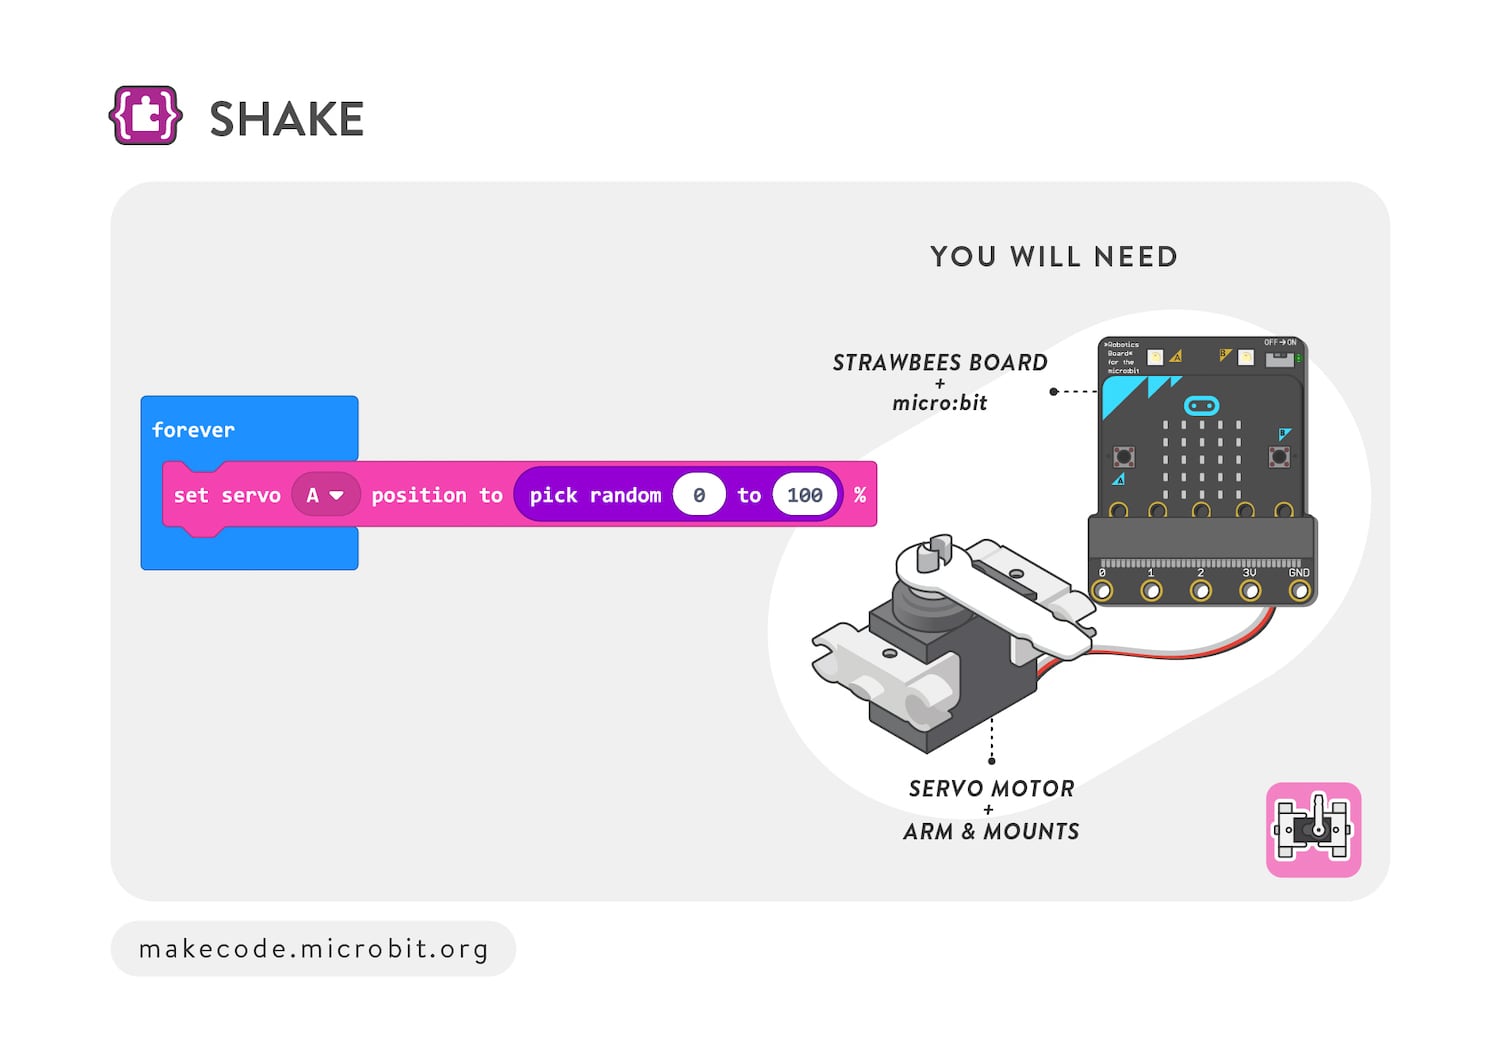 SHAKE
YOU WILL NEED
STRAWBEES BOARD
+
micro:bit
>Robotics
Board<
for the
micro:bit
A
B
OFF→ON
B
A
forever
set servo A position to pick random 0 to 100 %
0 1 2 3V GND
SERVO MOTOR
+
ARM & MOUNTS
makecode.microbit.org